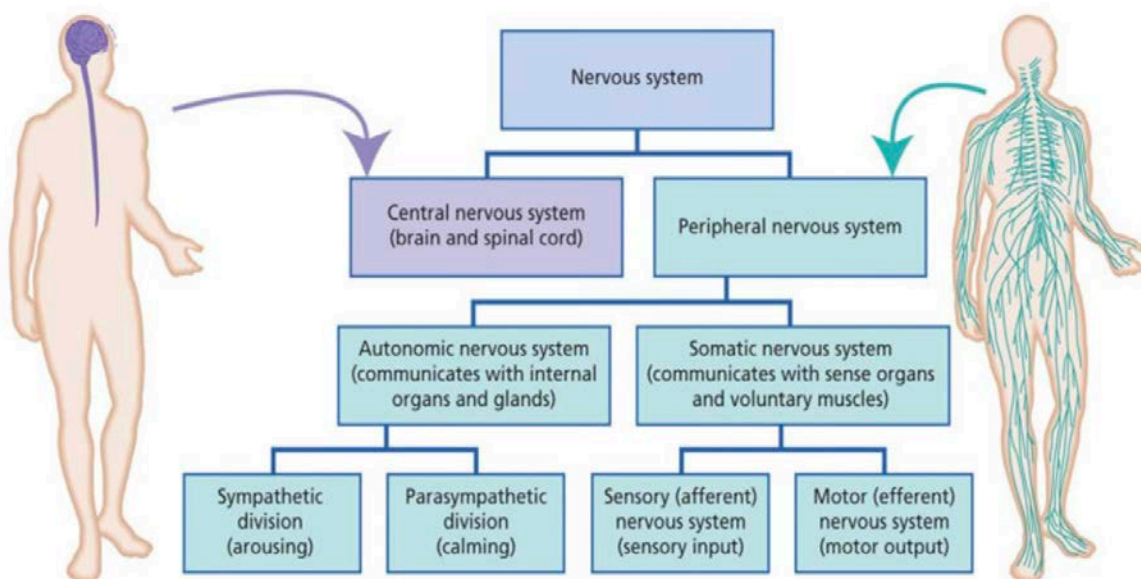 Nervous system
Central nervous system
(brain and spinal cord)
Peripheral nervous system
Autonomic nervous system
(communicates with internal
organs and glands)
Somatic nervous system
(communicates with sense organs
and voluntary muscles)
Sympathetic
division
(arousing)
Parasympathetic
division
(calming)
Sensory (afferent)
nervous system
(sensory input)
Motor (efferent)
nervous system
(motor output)